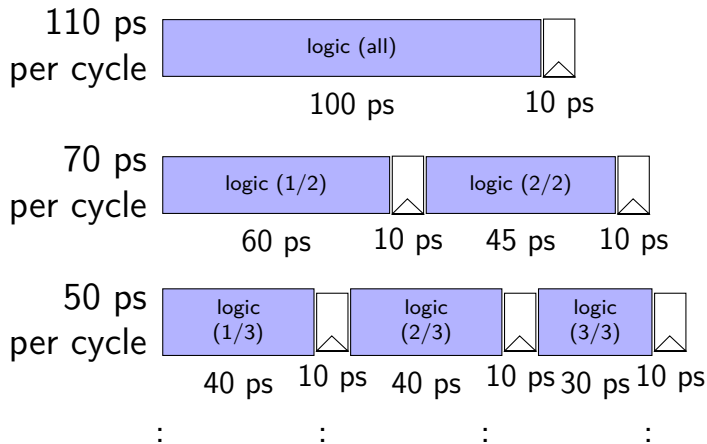 110 ps
per cycle
logic (all)
100 ps
10 ps
70 ps
per cycle
logic (1/2)
logic (2/2)
60 ps
10 ps
45 ps
10 ps
50 ps
per cycle
logic
(1/3)
logic
(2/3)
logic
(3/3)
40 ps
10 ps
40 ps
10 ps
30 ps
10 ps